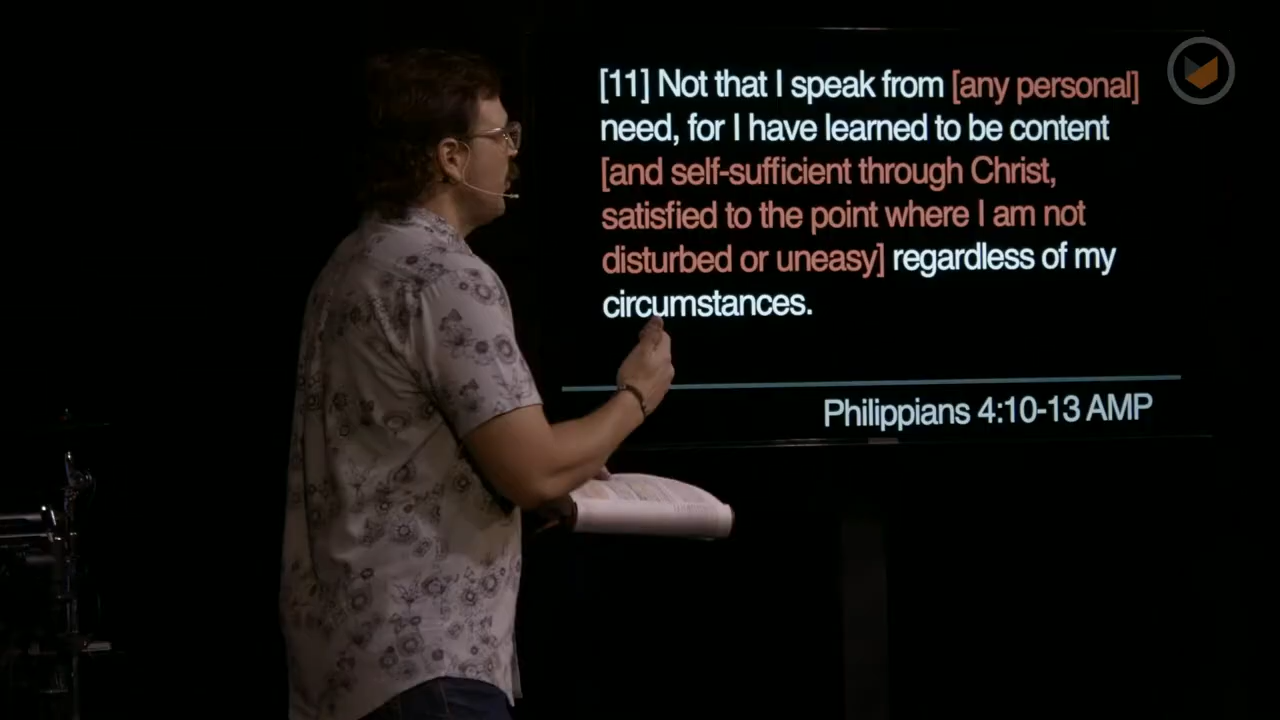 [11] Not that I speak from [any personal]
need, for I have learned to be content
[and self-sufficient through Christ,
satisfied to the point where I am not
disturbed or uneasy] regardless of my
circumstances.
Philippians 4:10-13 AMP